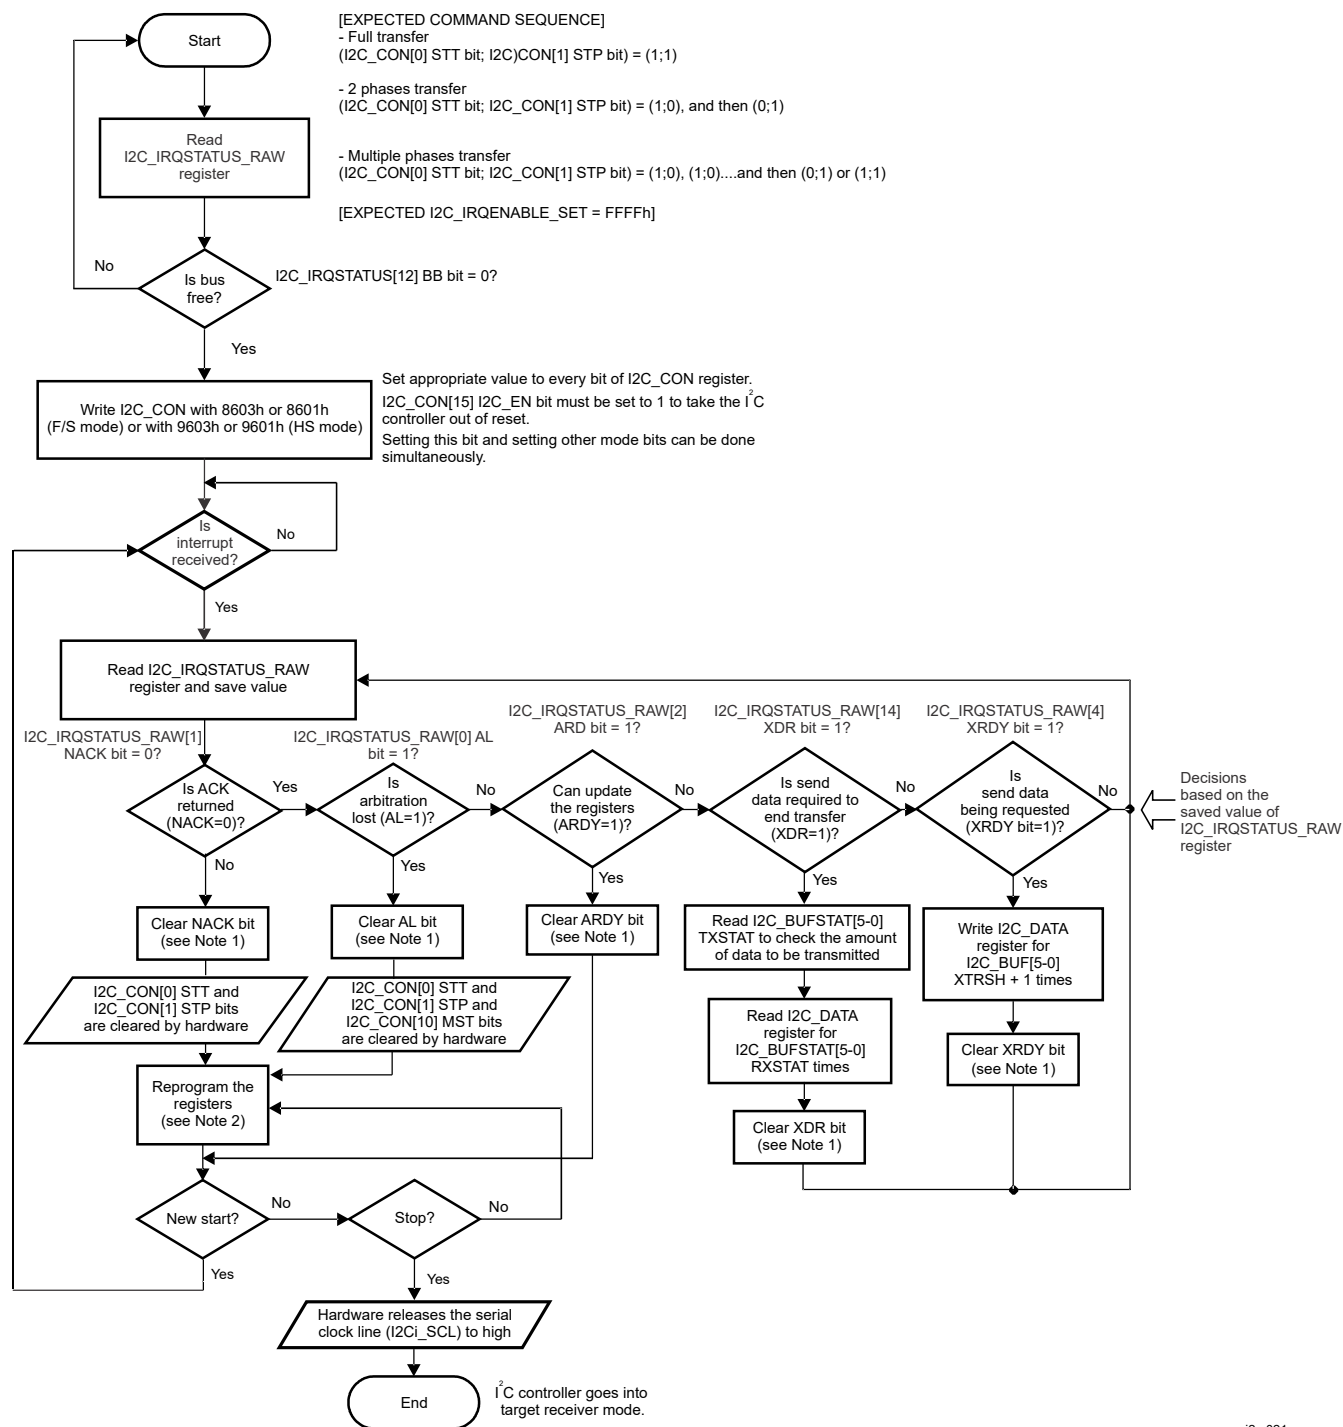 Start
[EXPECTED COMMAND SEQUENCE]
- Full transfer
(I2C_CON[0] STT bit; I2C)CON[1] STP bit) = (1;1)
- 2 phases transfer
(I2C_CON[0] STT bit; I2C_CON[1] STP bit) = (1;0), and then (0;1)
- Multiple phases transfer
(I2C_CON[0] STT bit; I2C_CON[1] STP bit) = (1;0), (1;0)....and then (0;1) or (1;1)
[EXPECTED I2C_IRQENABLE_SET = FFFFh]
Read
I2C_IRQSTATUS_RAW
register
No
Is bus
free?
I2C_IRQSTATUS[12] BB bit = 0?
Yes
Write I2C_CON with 8603h or 8601h
(F/S mode) or with 9603h or 9601h (HS mode)
Set appropriate value to every bit of I2C_CON register.
I2C_CON[15] I2C_EN bit must be set to 1 to take the I²C
controller out of reset.
Setting this bit and setting other mode bits can be done
simultaneously.
Is
interrupt
received?
No
Yes
Read I2C_IRQSTATUS_RAW
register and save value
I2C_IRQSTATUS_RAW[1]
NACK bit = 0?
I2C_IRQSTATUS_RAW[0] AL
bit = 1?
I2C_IRQSTATUS_RAW[2]
ARD bit = 1?
I2C_IRQSTATUS_RAW[14]
XDR bit = 1?
I2C_IRQSTATUS_RAW[4]
XRDY bit = 1?
Is ACK
returned
(NACK=0)?
Yes
Is
arbitration
lost (AL=1)?
No
Can update
the registers
(ARDY=1)?
No
Is send
data required to
end transfer
(XDR=1)?
No
Is
send data
being requested
(XRDY bit=1)?
No
Decisions
based on the
saved value of
I2C_IRQSTATUS_RAW
register
No
Yes
Yes
Yes
Yes
Clear NACK bit
(see Note 1)
Clear AL bit
(see Note 1)
Clear ARDY bit
(see Note 1)
Read I2C_BUFSTAT[5-0]
TXSTAT to check the amount
of data to be transmitted
Write I2C_DATA
register for
I2C_BUF[5-0]
XTRSH + 1 times
I2C_CON[0] STT and
I2C_CON[1] STP bits
are cleared by hardware
I2C_CON[0] STT and
I2C_CON[1] STP and
I2C_CON[10] MST bits
are cleared by hardware
Read I2C_DATA
register for
I2C_BUFSTAT[5-0]
RXSTAT times
Clear XRDY bit
(see Note 1)
Reprogram the
registers
(see Note 2)
Clear XDR bit
(see Note 1)
New start?
No
Stop?
No
Yes
Yes
Hardware releases the serial
clock line (I2Ci_SCL) to high
End
I²C controller goes into
target receiver mode.